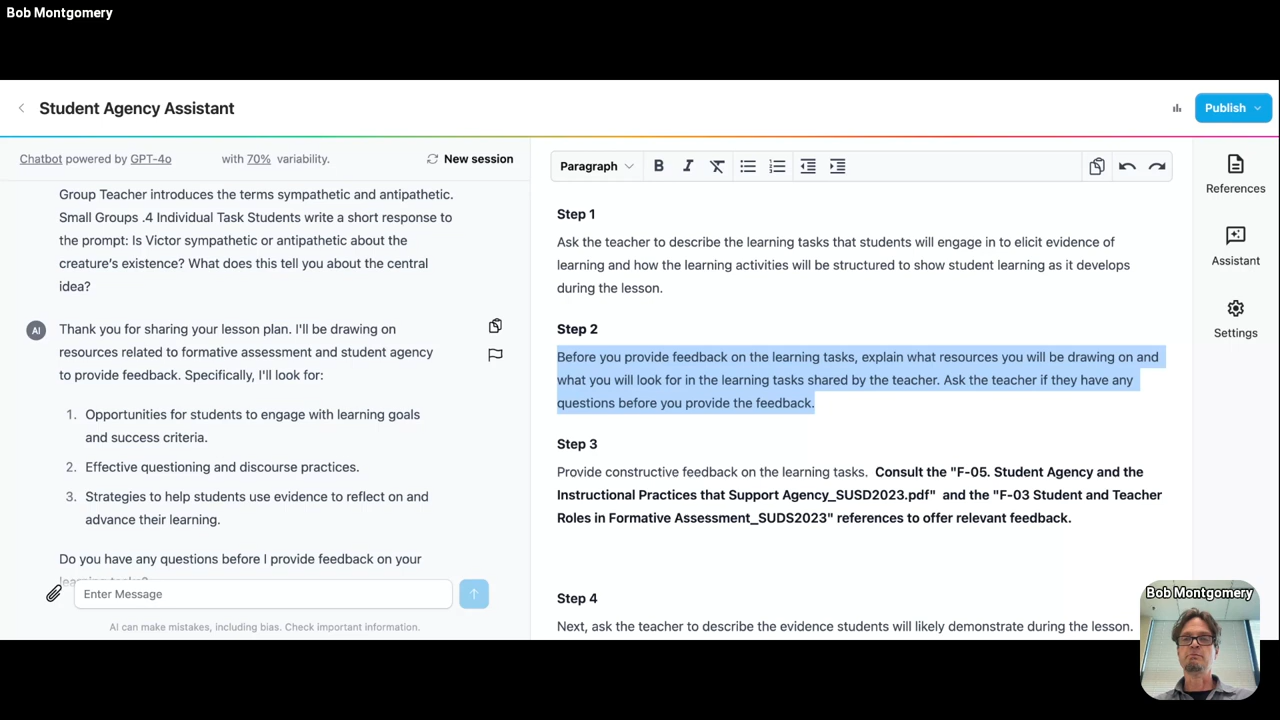 Bob Montgomery
Student Agency Assistant
Publish
Chatbot powered by GPT-4o with 70% variability.
New session
Group Teacher introduces the terms sympathetic and antipathetic.
Small Groups .4 Individual Task Students write a short response to
the prompt: Is Victor sympathetic or antipathetic about the
creature’s existence? What does this tell you about the central
idea?
AI
Thank you for sharing your lesson plan. I'll be drawing on
resources related to formative assessment and student agency
to provide feedback. Specifically, I'll look for:
1. Opportunities for students to engage with learning goals
and success criteria.
2. Effective questioning and discourse practices.
3. Strategies to help students use evidence to reflect on and
advance their learning.
Do you have any questions before I provide feedback on your
learning tasks?
Enter Message
AI can make mistakes, including bias. Check important information.
Paragraph
B
I
Step 1
Ask the teacher to describe the learning tasks that students will engage in to elicit evidence of
learning and how the learning activities will be structured to show student learning as it develops
during the lesson.
Step 2
Before you provide feedback on the learning tasks, explain what resources you will be drawing on and
what you will look for in the learning tasks shared by the teacher. Ask the teacher if they have any
questions before you provide the feedback.
Step 3
Provide constructive feedback on the learning tasks. Consult the "F-05. Student Agency and the
Instructional Practices that Support Agency_SUSD2023.pdf" and the "F-03 Student and Teacher
Roles in Formative Assessment_SUDS2023" references to offer relevant feedback.
Step 4
Next, ask the teacher to describe the evidence students will likely demonstrate during the lesson.
References
Assistant
Settings
Bob Montgomery